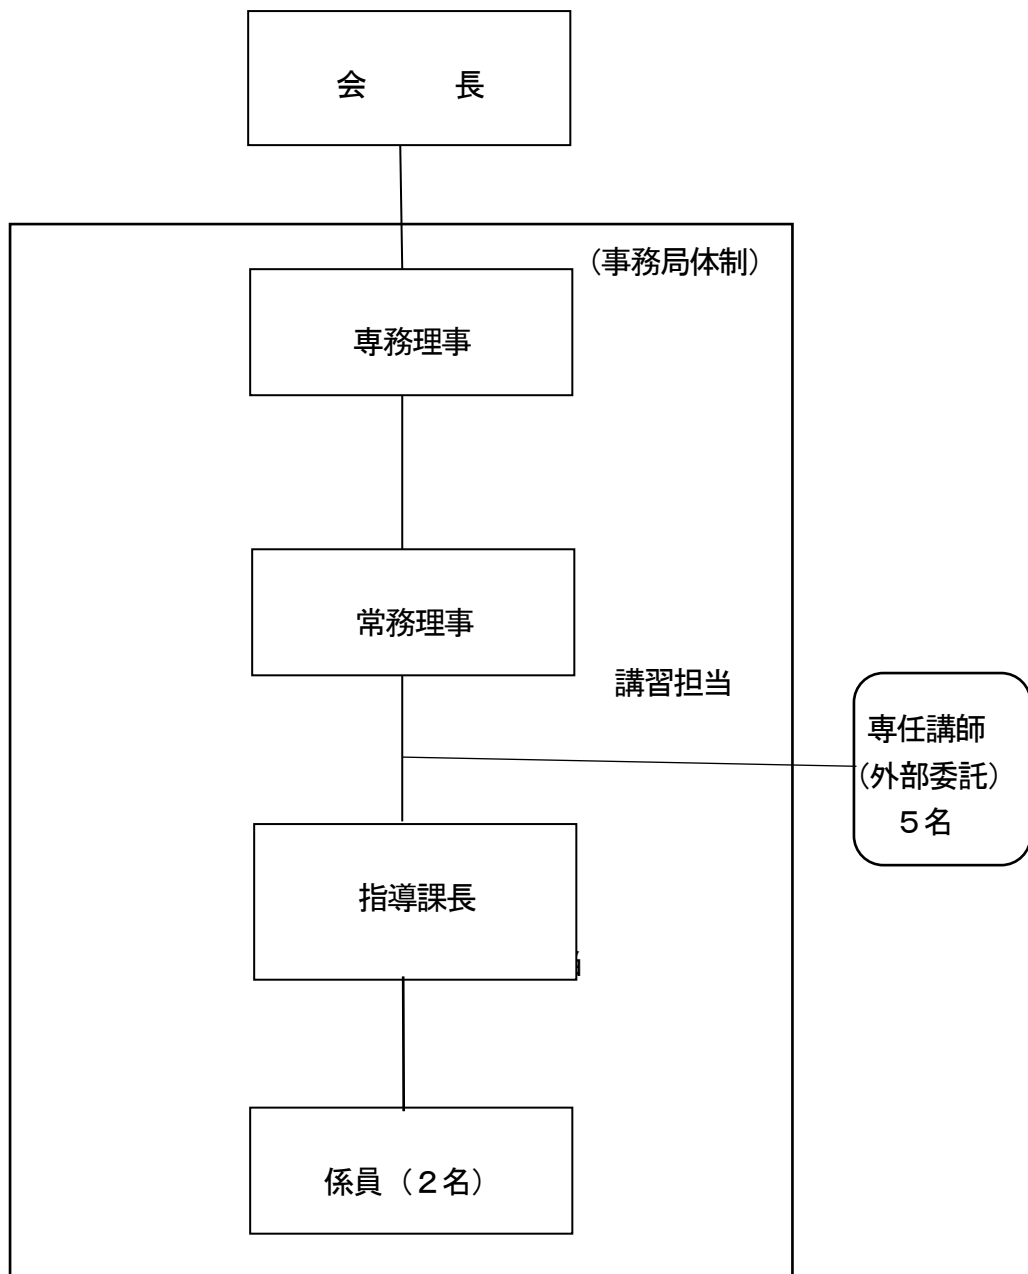 会　　　長
（事務局体制）
専務理事
常務理事
講習担当
専任講師
（外部委託）
５名
指導課長
係員（２名）